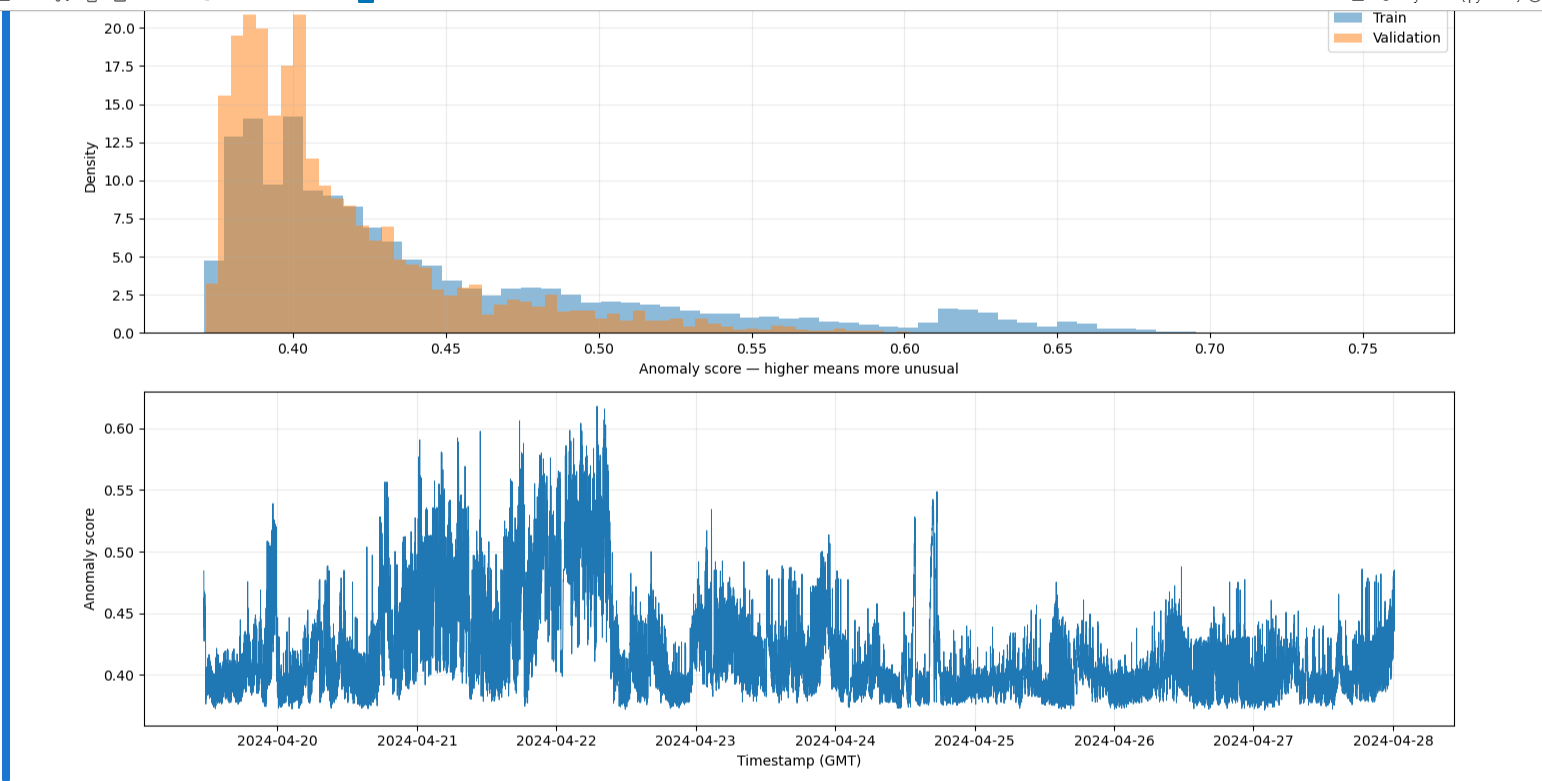 Train
Validation
20.0
17.5
15.0
12.5
10.0
7.5
5.0
2.5
0.0
Density
0.40 0.45 0.50 0.55 0.60 0.65 0.70 0.75
Anomaly score — higher means more unusual
0.60
0.55
0.50
0.45
0.40
Anomaly score
2024-04-20 2024-04-21 2024-04-22 2024-04-23 2024-04-24 2024-04-25 2024-04-26 2024-04-27 2024-04-28
Timestamp (GMT)